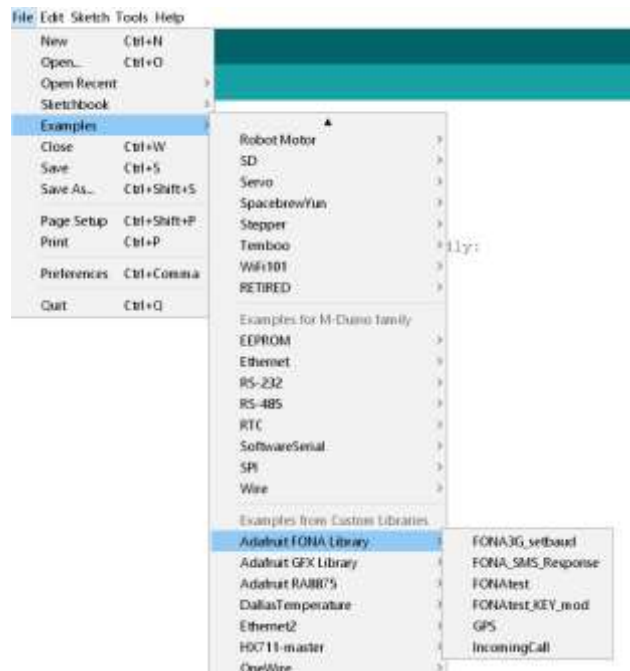 File Edit Sketch Tools Help
New Ctrl+N
Open... Ctrl+O
Open Recent
Sketchbook
Examples
Close Ctrl+W
Save Ctrl+S
Save As... Ctrl+Shift+S
Page Setup Ctrl+Shift+P
Print Ctrl+P
Preferences Ctrl+Comma
Quit Ctrl+Q
Robot Motor
SD
Servo
SpacebrewYun
Stepper
Temboo
WiFi101
RETIRED
Examples for M-Duino family
EEPROM
Ethernet
RS-232
RS-485
RTC
SoftwareSerial
SPI
Wire
Examples from Custom Libraries
Adafruit FONA Library
Adafruit GFX Library
Adafruit RA8875
DallasTemperature
Ethernet2
HX711-master
OneWire
FONA3G_setbaud
FONA_SMS_Response
FONAtest
FONAtest_KEY_mod
GPS
IncomingCall
ily: